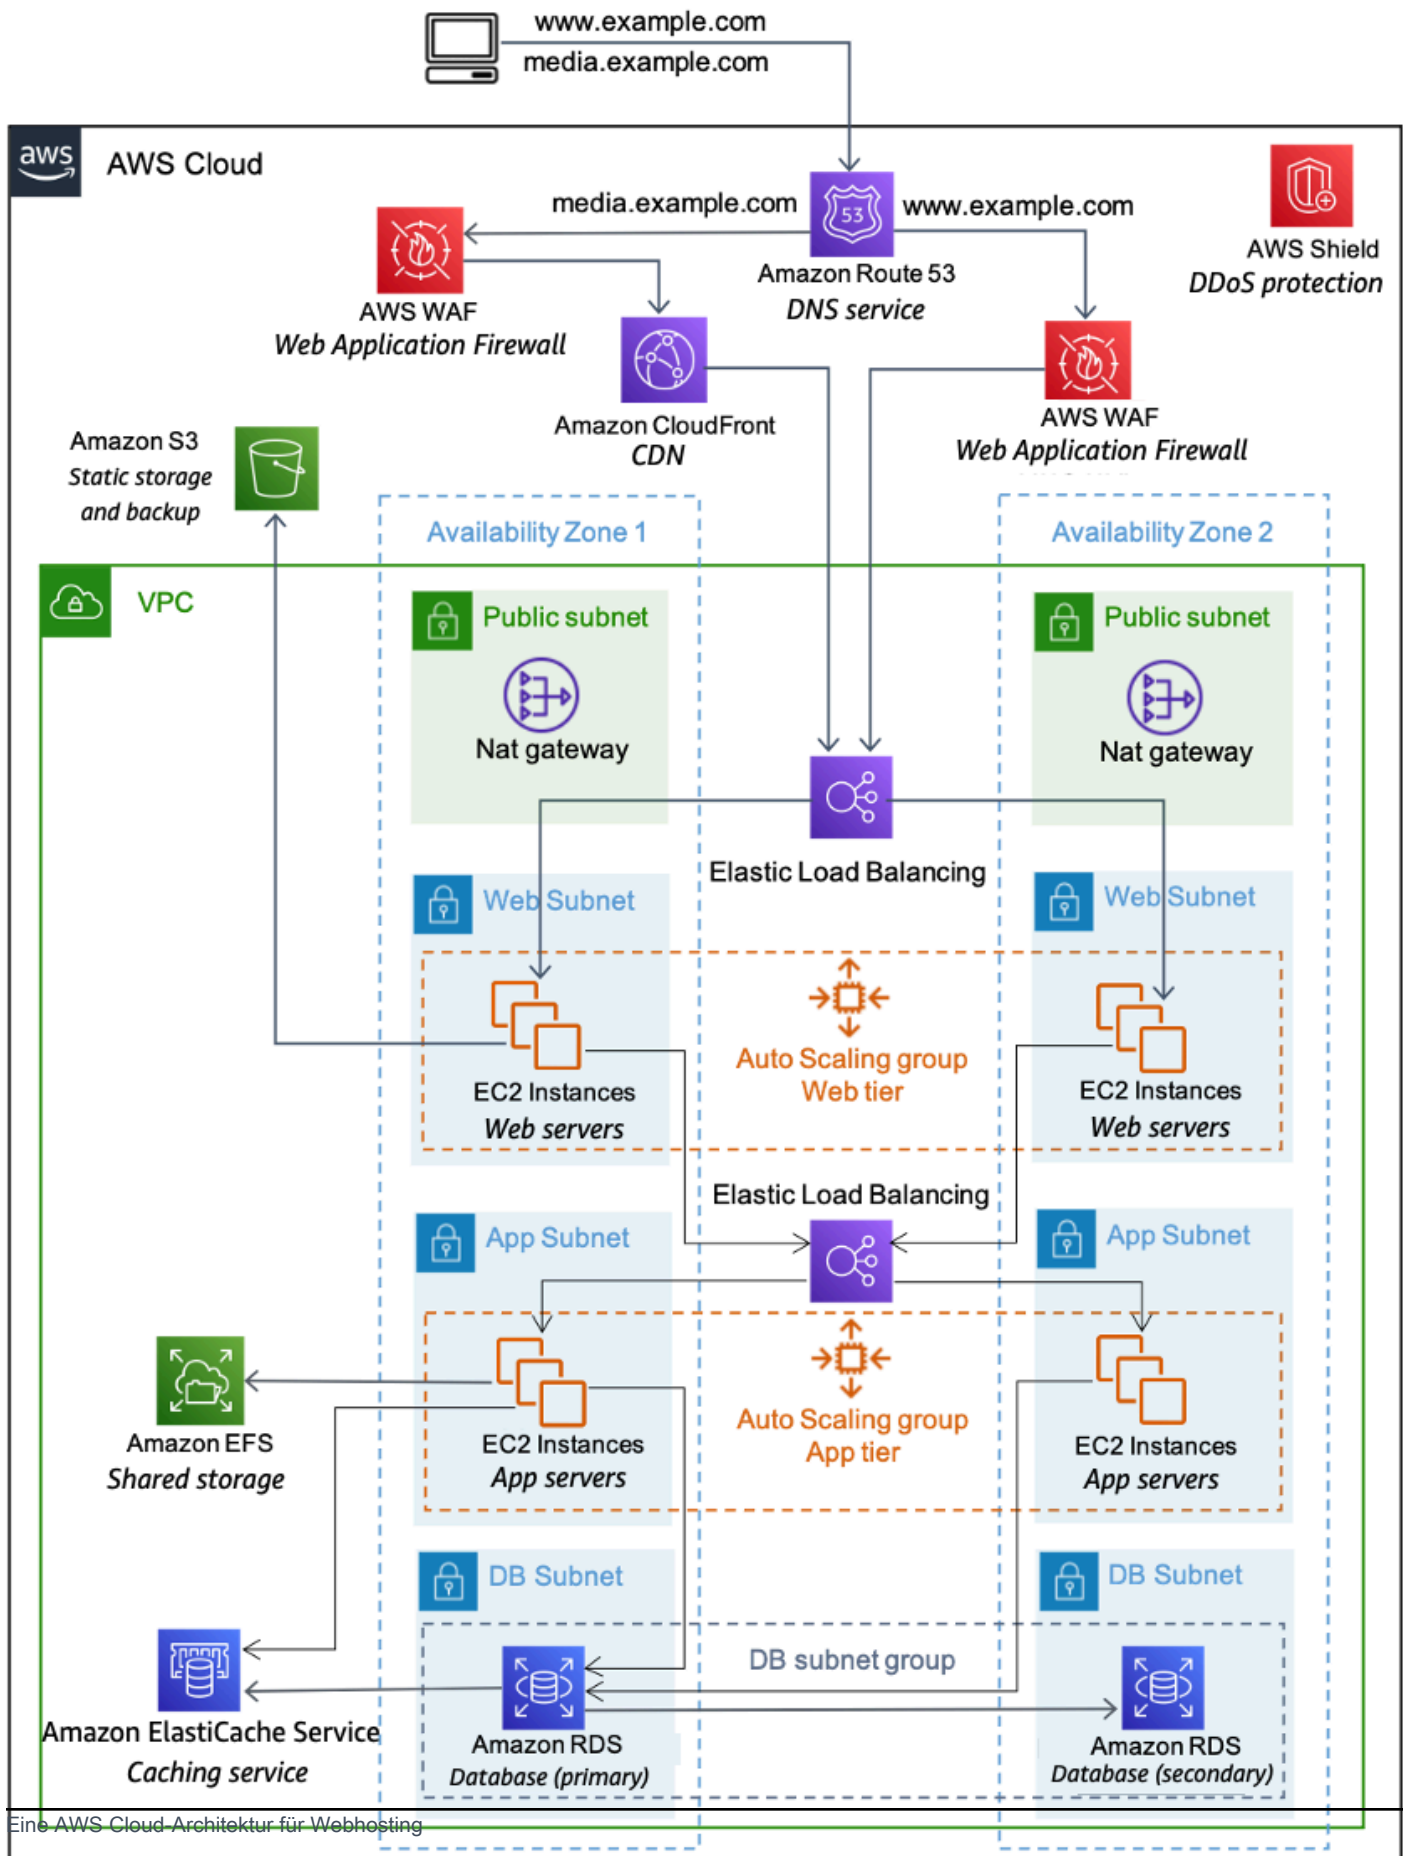 www.example.com
media.example.com
aws
AWS Cloud
media.example.com
53
www.example.com
AWS Shield
DDoS protection
Amazon Route 53
DNS service
AWS WAF
Web Application Firewall
Amazon CloudFront
CDN
AWS WAF
Web Application Firewall
Amazon S3
Static storage
and backup
Availability Zone 1
Availability Zone 2
VPC
Public subnet
Nat gateway
Public subnet
Nat gateway
Elastic Load Balancing
Web Subnet
Web Subnet
Auto Scaling group
Web tier
EC2 Instances
Web servers
EC2 Instances
Web servers
Elastic Load Balancing
App Subnet
App Subnet
Auto Scaling group
App tier
EC2 Instances
App servers
EC2 Instances
App servers
Amazon EFS
Shared storage
DB Subnet
DB Subnet
DB subnet group
Amazon RDS
Database (primary)
Amazon RDS
Database (secondary)
Amazon ElastiCache Service
Caching service
Eine AWS Cloud-Architektur für Webhosting